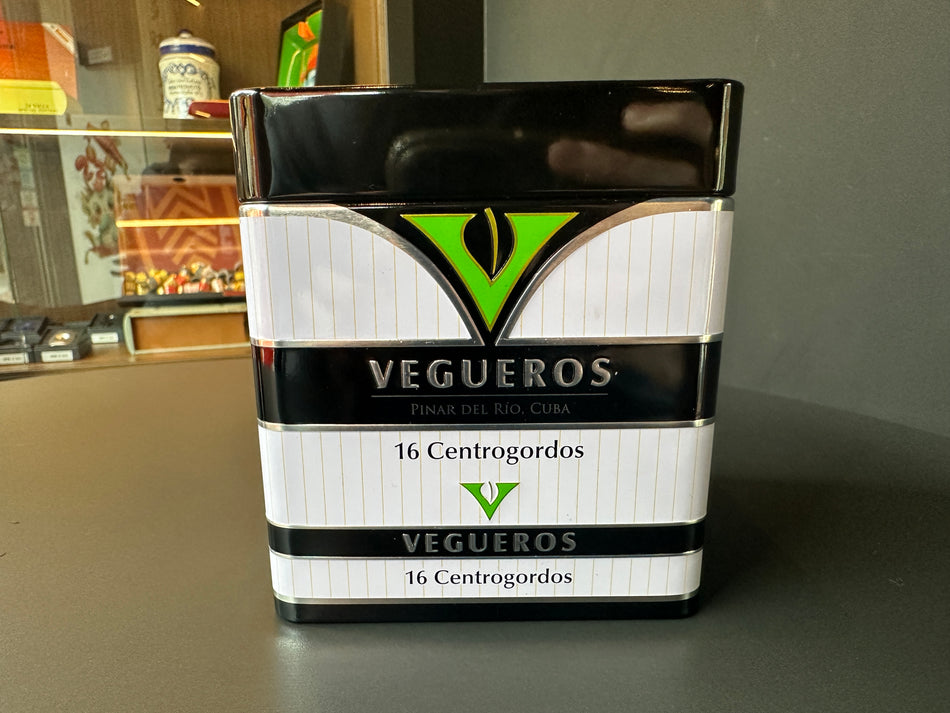 VEGUEROS
PINAR DEL RÍO, CUBA
16 Centrogordos
VEGUEROS
16 Centrogordos